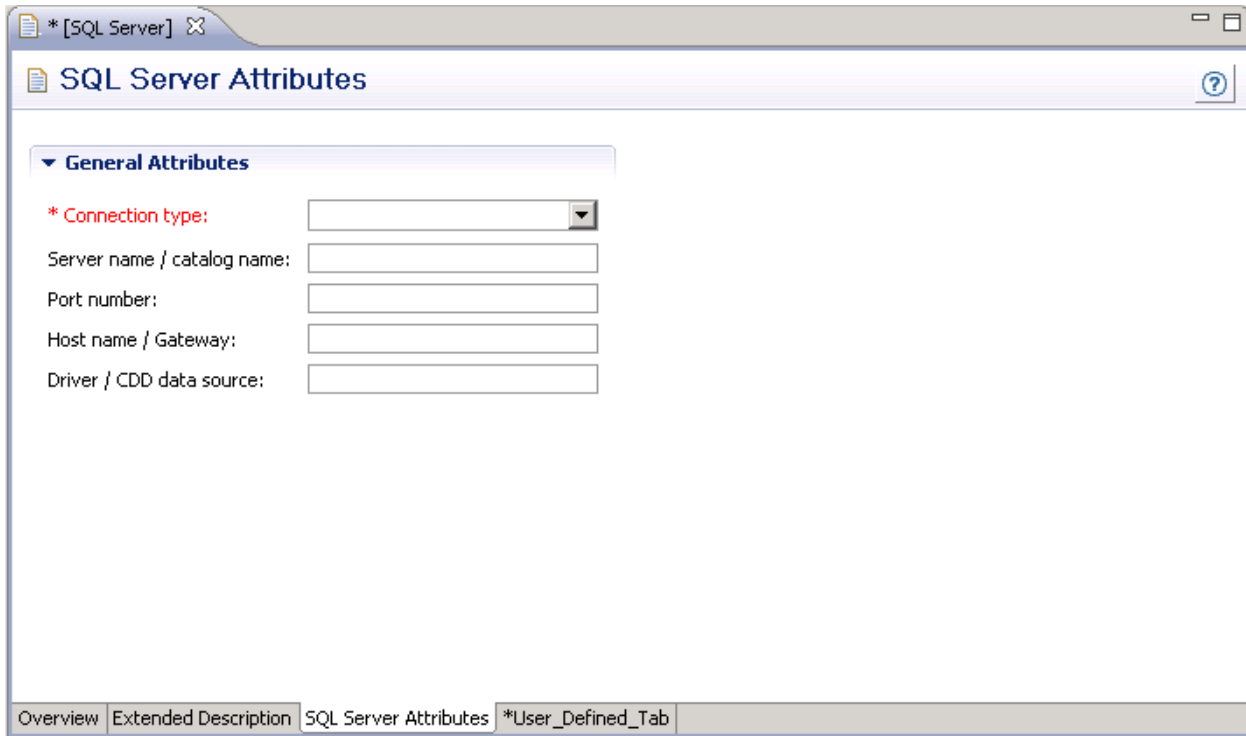 * [SQL Server]
SQL Server Attributes
General Attributes
* Connection type:
Server name / catalog name:
Port number:
Host name / Gateway:
Driver / CDD data source:
Overview Extended Description SQL Server Attributes *User_Defined_Tab